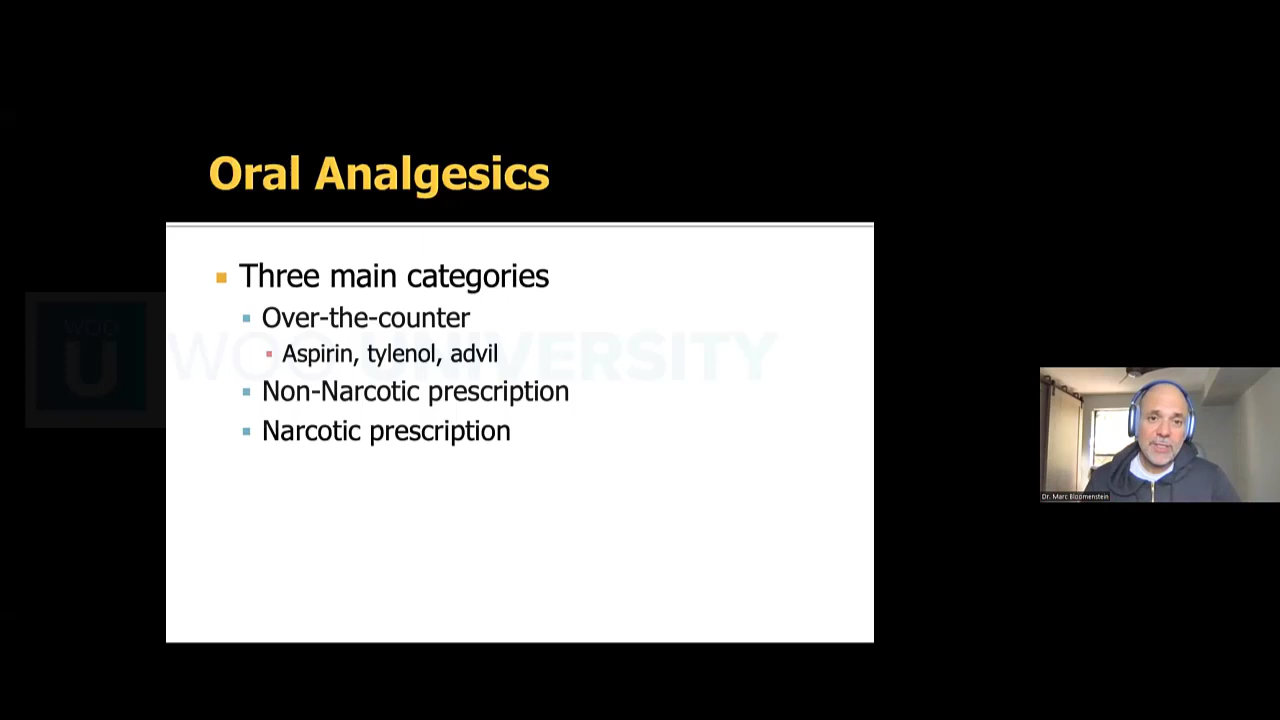 Oral Analgesics
Three main categories
Over-the-counter
Aspirin, tylenol, advil
Non-Narcotic prescription
Narcotic prescription
WOO
U
WOO UNIVERSITY
Dr. Marc Bloomenstein